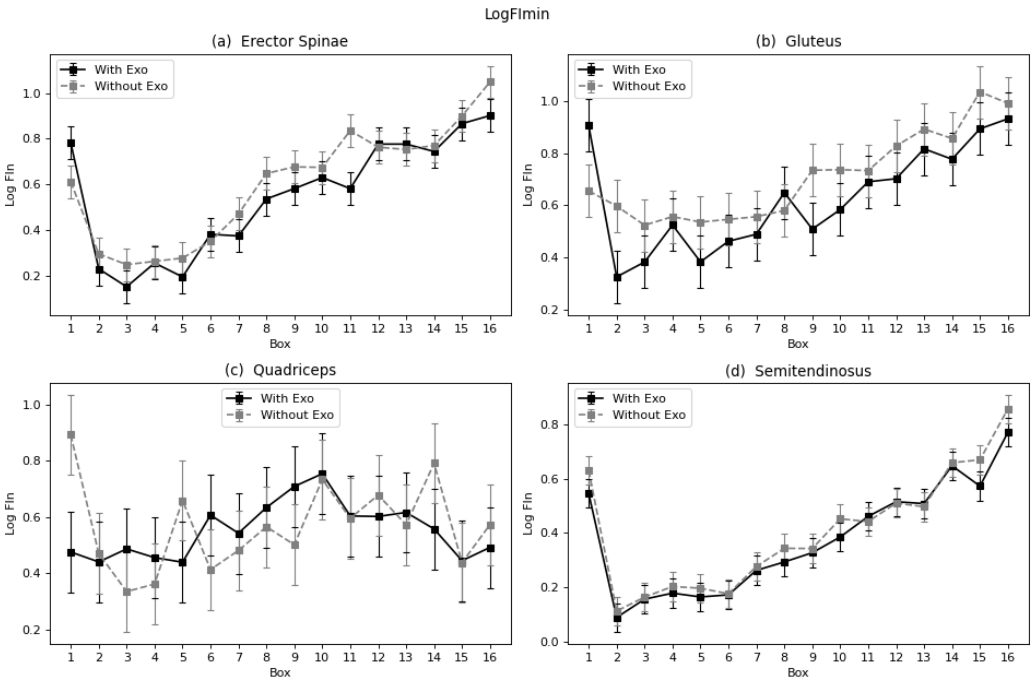 LogFImin
(a) Erector Spinae
With Exo
Without Exo
Log FIn
1.0
0.8
0.6
0.4
0.2
1 2 3 4 5 6 7 8 9 10 11 12 13 14 15 16
Box
(b) Gluteus
With Exo
Without Exo
Log FIn
1.0
0.8
0.6
0.4
0.2
1 2 3 4 5 6 7 8 9 10 11 12 13 14 15 16
Box
(c) Quadriceps
With Exo
Without Exo
Log FIn
1.0
0.8
0.6
0.4
0.2
1 2 3 4 5 6 7 8 9 10 11 12 13 14 15 16
Box
(d) Semitendinosus
With Exo
Without Exo
Log FIn
0.8
0.6
0.4
0.2
0.0
1 2 3 4 5 6 7 8 9 10 11 12 13 14 15 16
Box